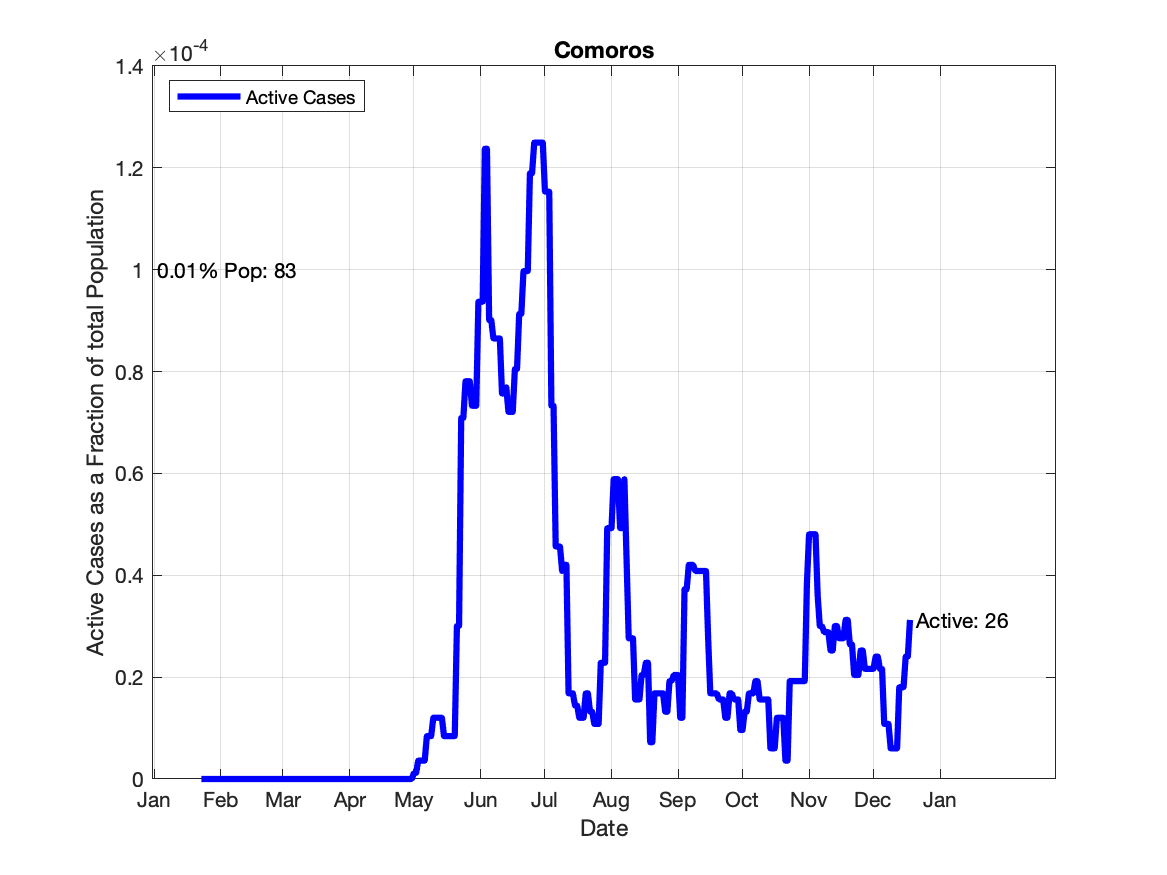 Comoros
×10-4
Active Cases
1.4
1.2
1
0.8
0.6
0.4
0.2
0
0.01% Pop: 83
Active: 26
Active Cases as a Fraction of total Population
Jan Feb Mar Apr May Jun Jul Aug Sep Oct Nov Dec Jan
Date